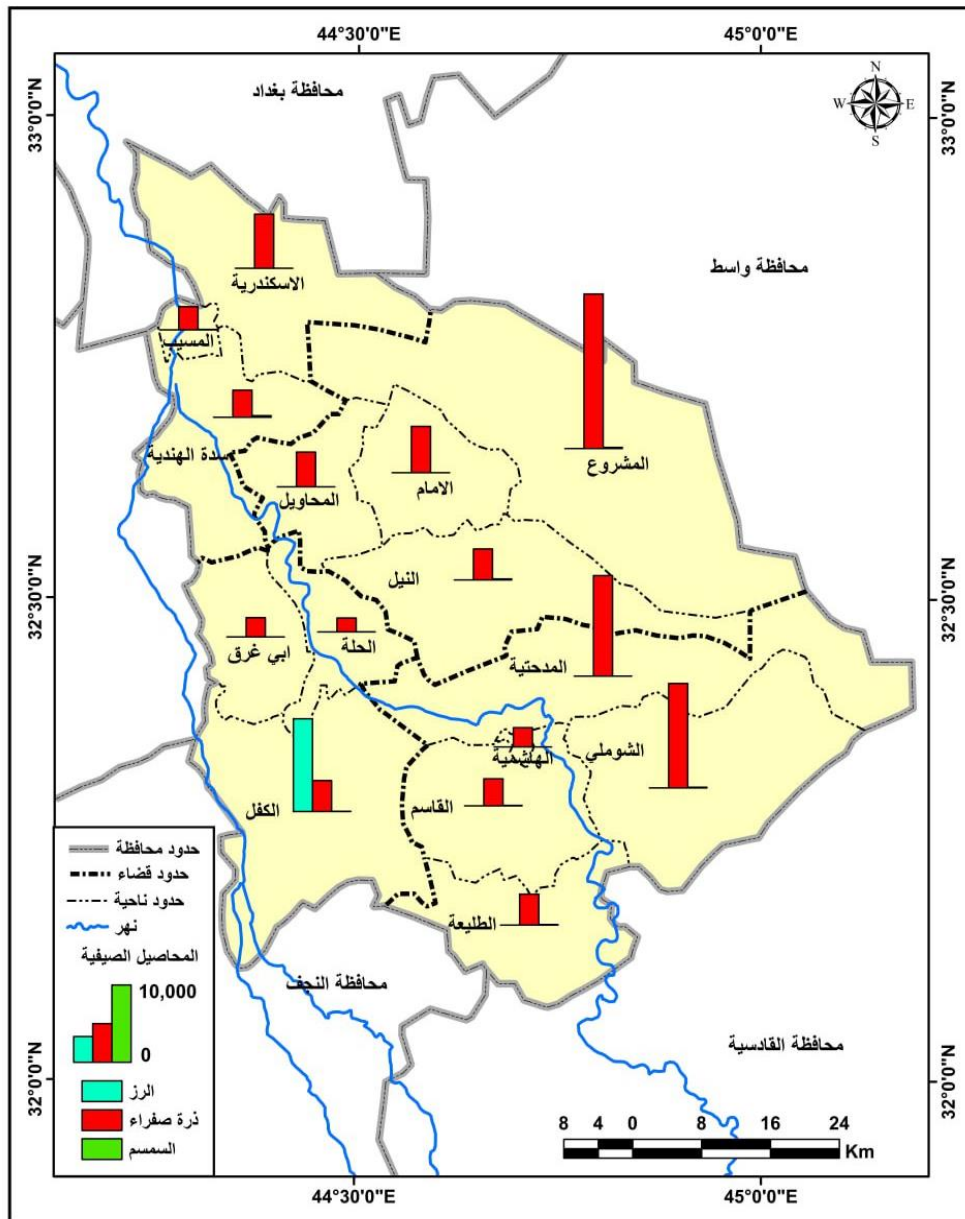 44°30'0"E
45°0'0"E
33°0'0"N
33°0'0"N
محافظة بغداد
N
W
E
S
محافظة واسط
الاسكندرية
المسيب
سدة الهندية
المحاويل
الامام
المشروع
32°30'0"N
32°30'0"N
النيل
ابي غرق
الحلة
المدحتية
الهاشمية
الشوملي
الكفل
القاسم
الطليعة
محافظة النجف
محافظة القادسية
حدود محافظة
حدود قضاء
حدود ناحية
نهر
المحاصيل الصيفية
10,000
0
الرز
ذرة صفراء
السمسم
32°0'0"N
32°0'0"N
8 4 0 8 16 24
Km
44°30'0"E
45°0'0"E